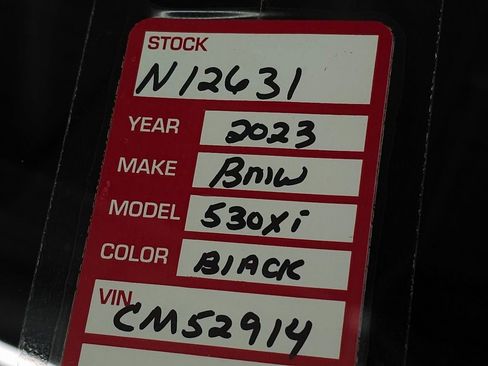 STOCK
N12631
YEAR 2023
MAKE BMW
MODEL 530xi
COLOR BlACK
VIN
CM52914